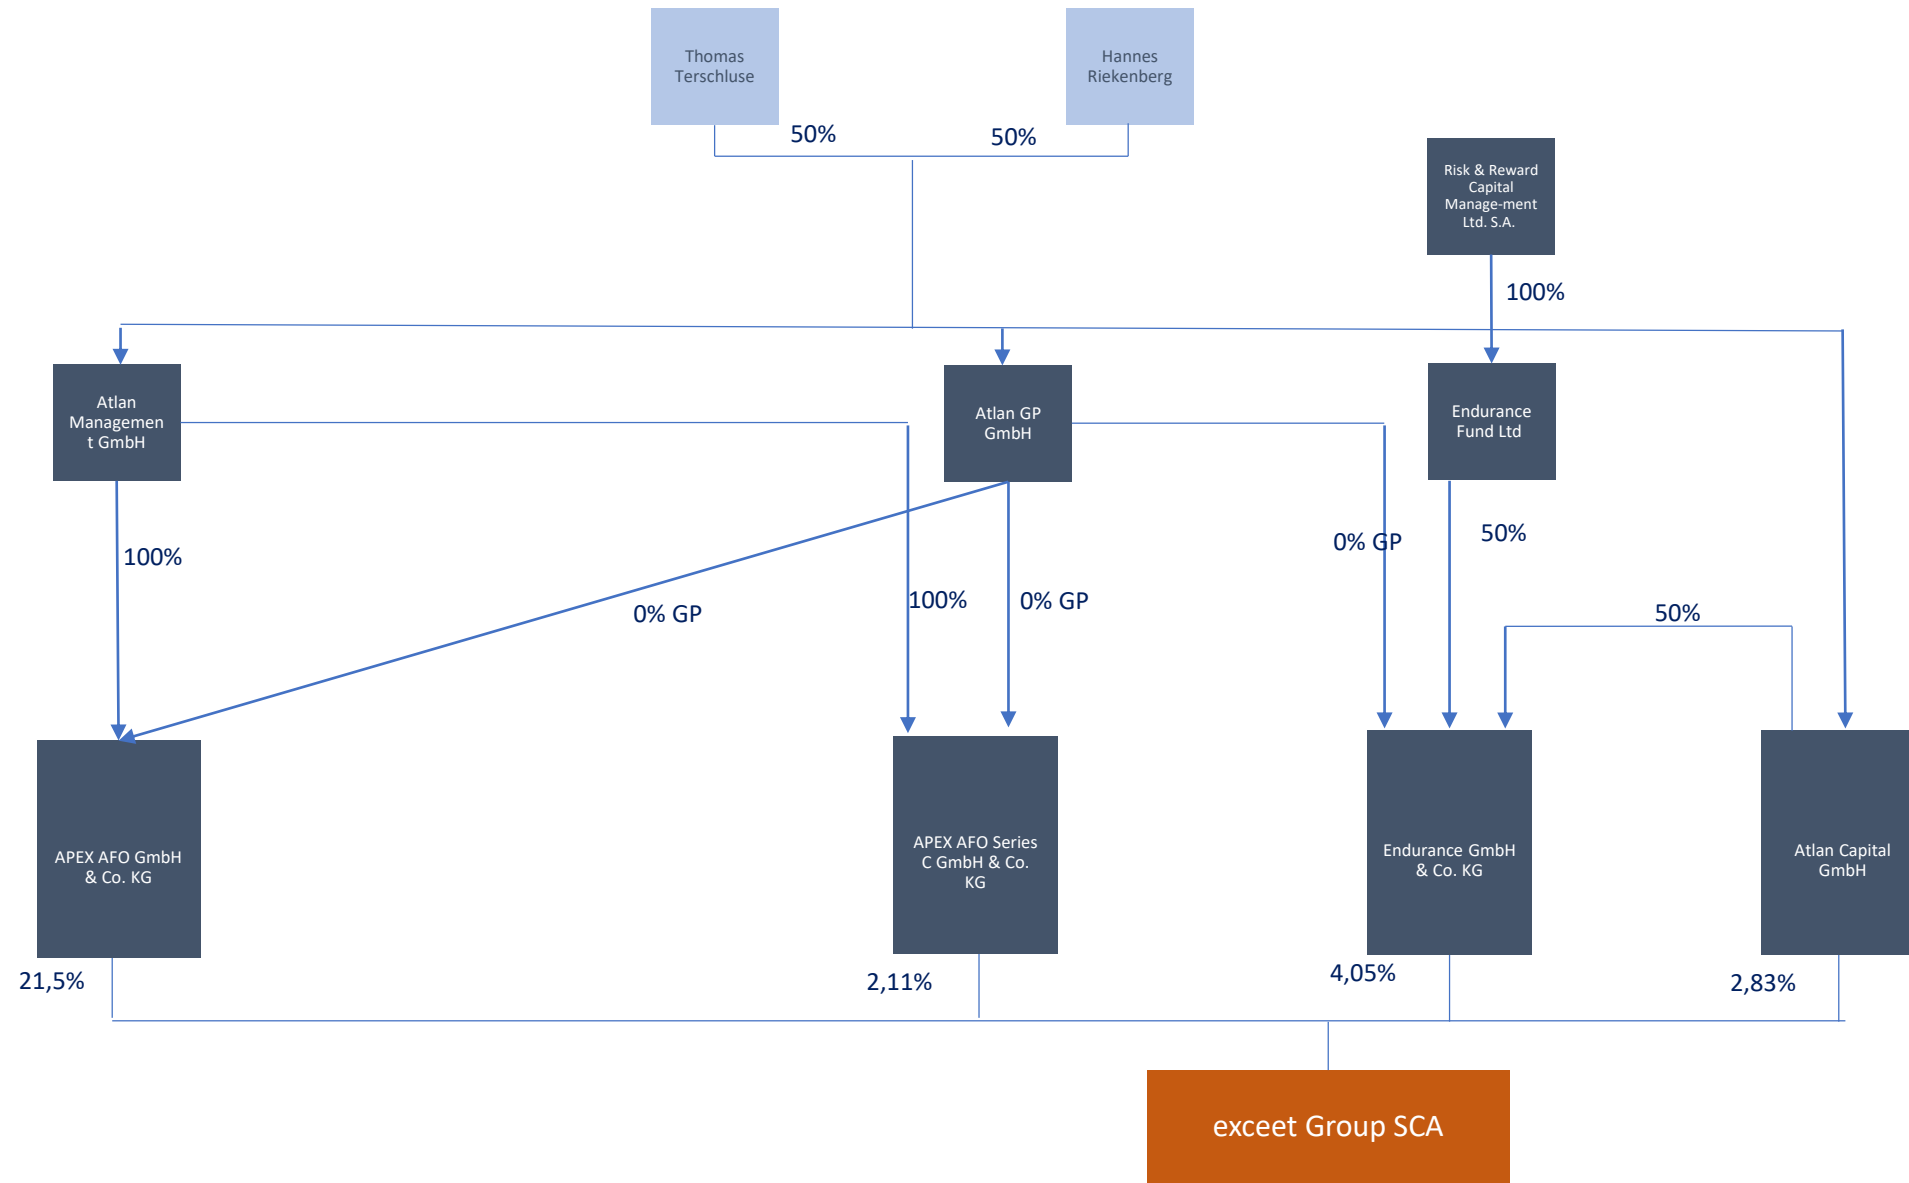 Thomas
Terschluse
Hannes
Riekenberg
50%
50%
Risk & Reward
Capital
Manage-ment
Ltd. S.A.
100%
Atlan
Managemen
t GmbH
Atlan GP
GmbH
Endurance
Fund Ltd
100%
0% GP
100%
0% GP
0% GP
50%
50%
APEX AFO GmbH
& Co. KG
APEX AFO Series
C GmbH & Co.
KG
Endurance GmbH
& Co. KG
Atlan Capital
GmbH
21,5%
2,11%
4,05%
2,83%
exceet Group SCA